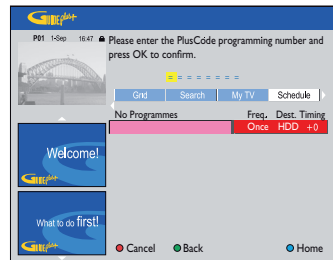 GUIDE Plus+
P01 1-Sep 16:47 Please enter the PlusCode programming number and
press OK to confirm.
= = = = = = = =
Grid Search My TV Schedule
No Programmes Freq. Dest. Timing
Once HDD +0
Welcome!
GUIDE Plus+
What to do first!
GUIDE Plus+
Cancel Back Home